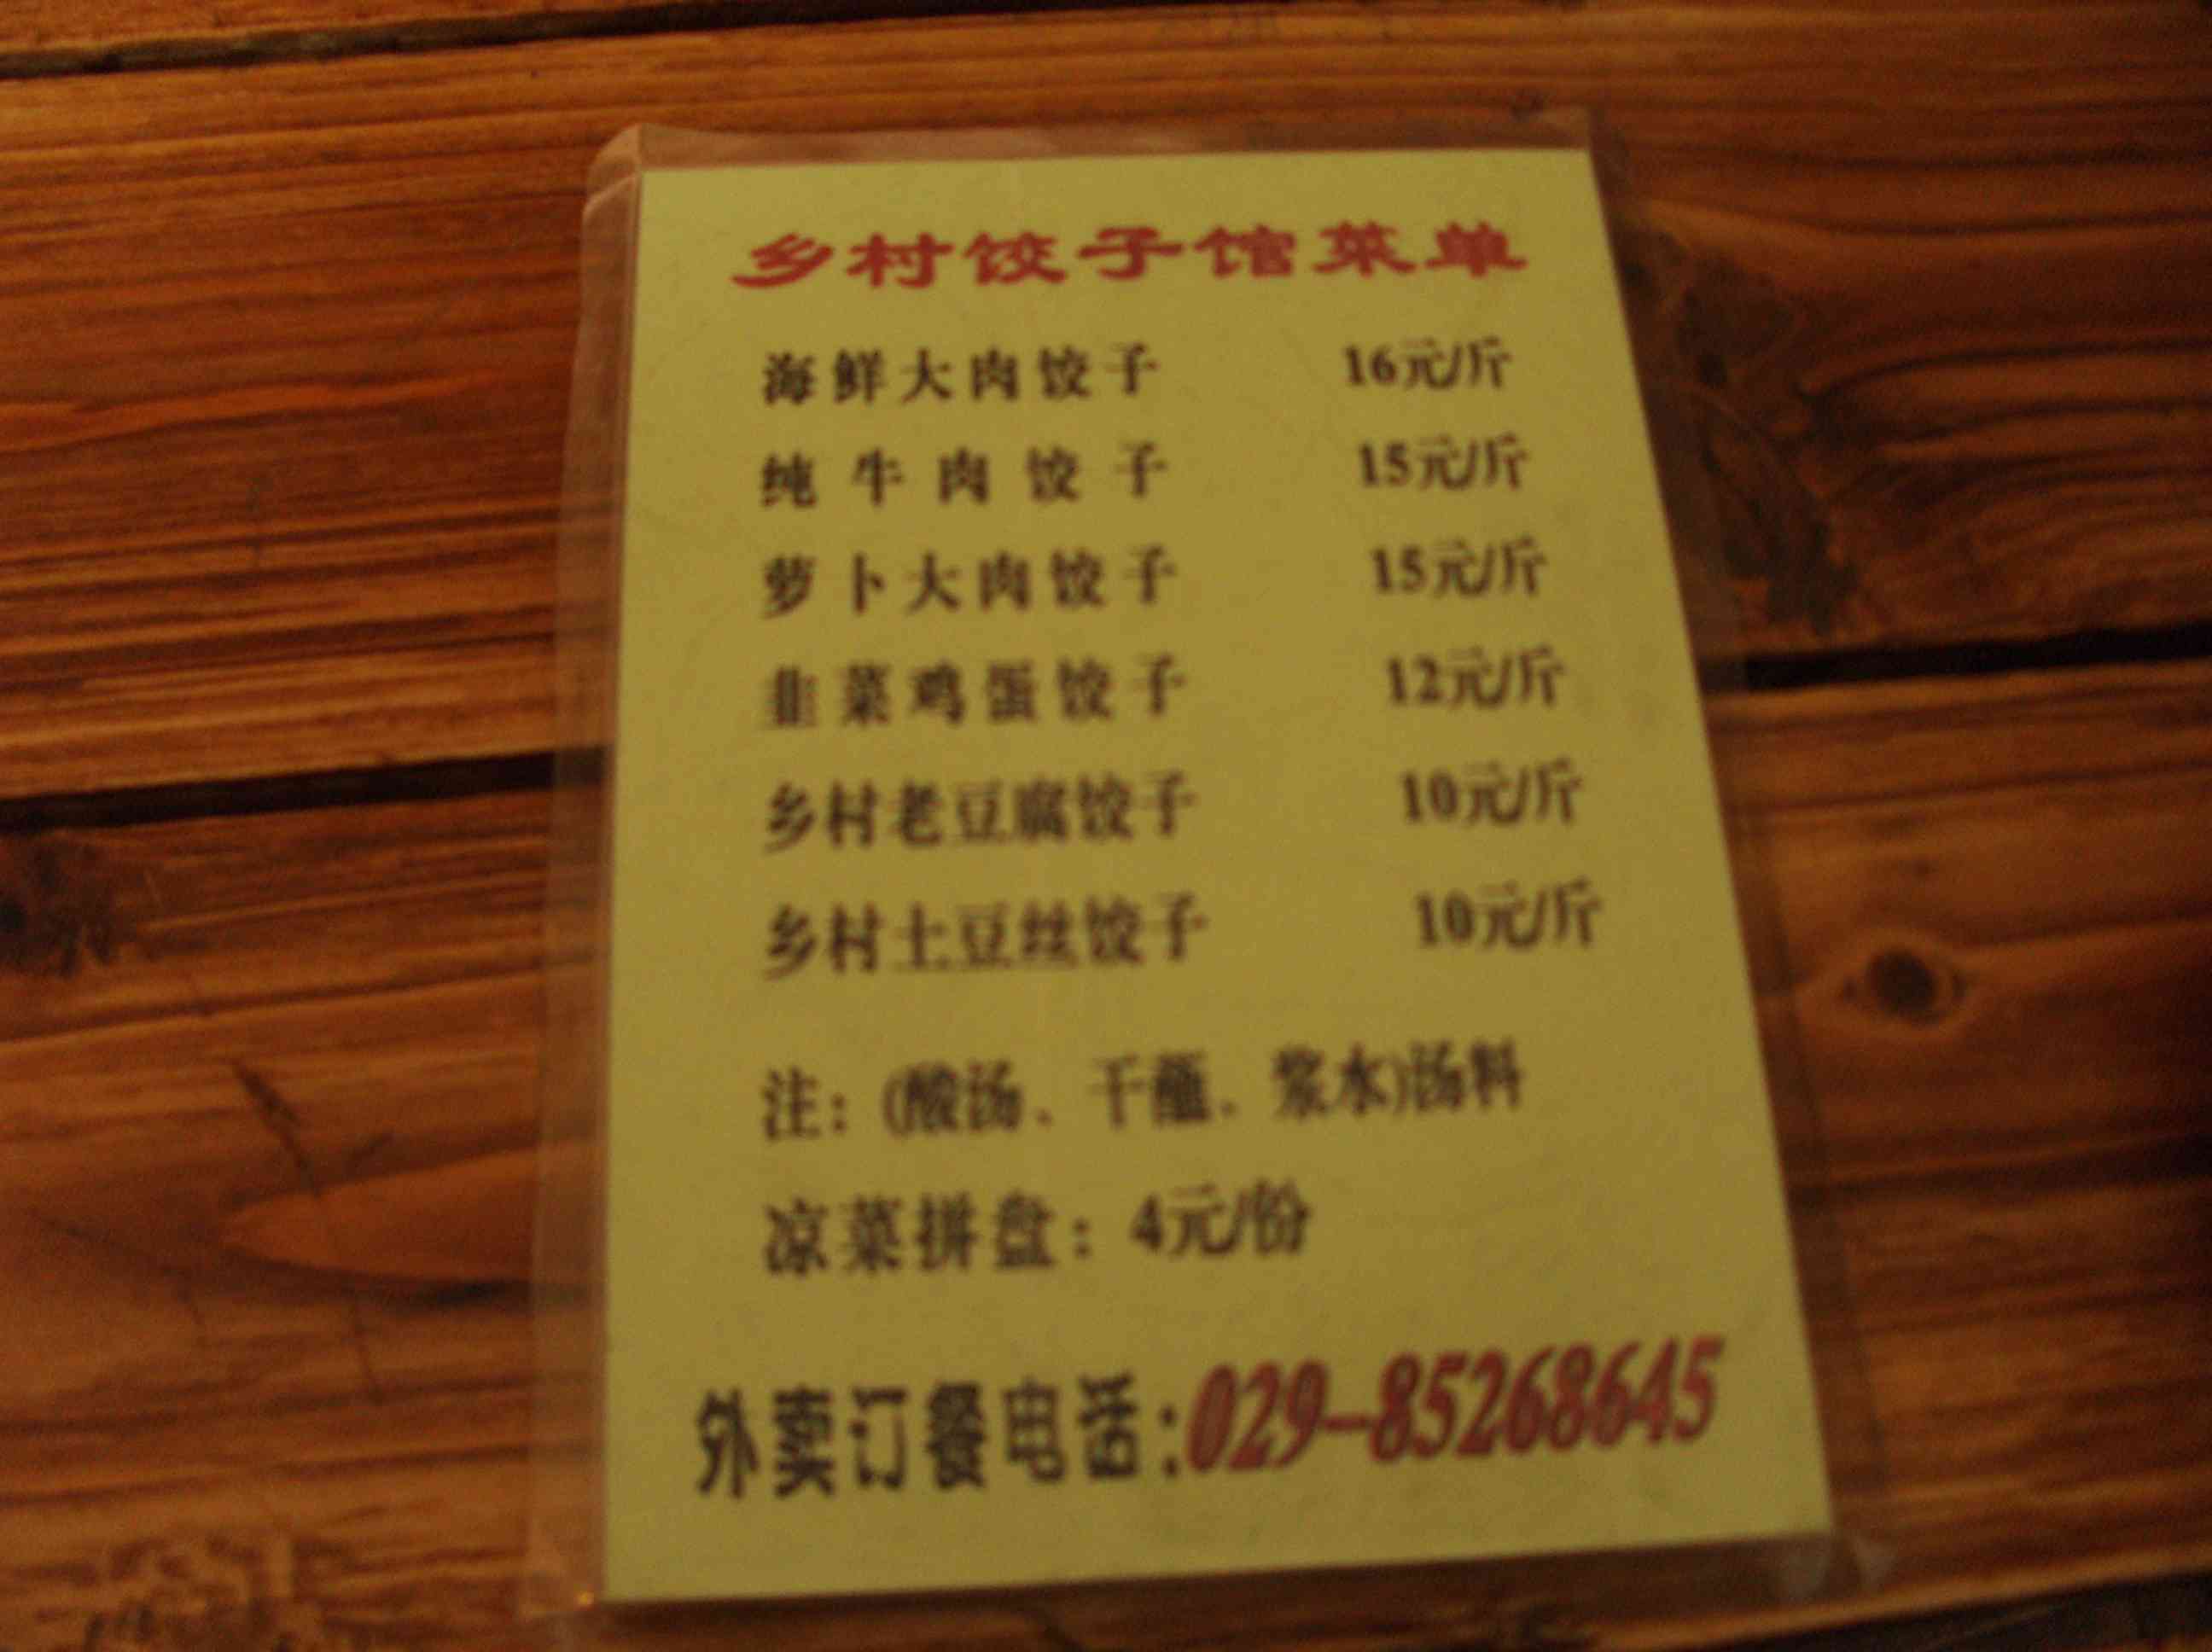 乡村饺子馆菜单
海鲜大肉饺子 16元/斤
纯牛肉饺子 15元/斤
萝卜大肉饺子 15元/斤
韭菜鸡蛋饺子 12元/斤
乡村老豆腐饺子 10元/斤
乡村土豆丝饺子 10元/斤
注：(酸汤、干蘸、浆水)汤料
凉菜拼盘：4元/份
外卖订餐电话:029-85268645